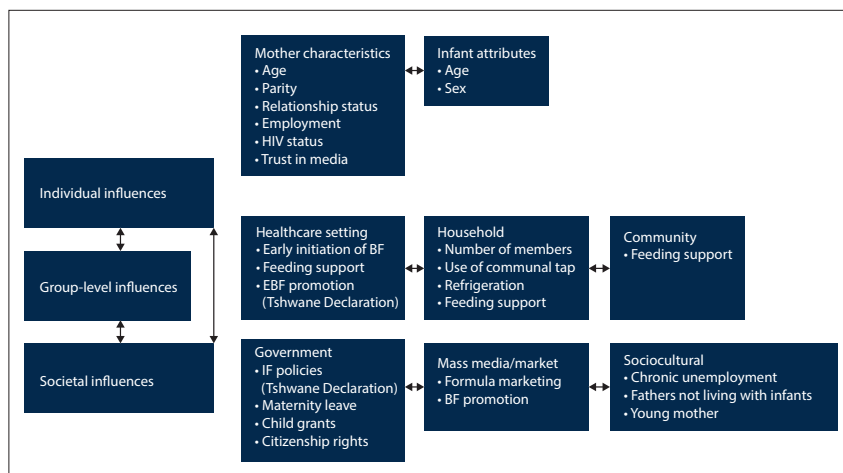 Mother characteristics
• Age
• Parity
• Relationship status
• Employment
• HIV status
• Trust in media
Infant attributes
• Age
• Sex
Individual influences
Group-level influences
Societal influences
Healthcare setting
• Early initiation of BF
• Feeding support
• EBF promotion
(Tshwane Declaration)
Household
• Number of members
• Use of communal tap
• Refrigeration
• Feeding support
Community
• Feeding support
Government
• IF policies
(Tshwane Declaration)
• Maternity leave
• Child grants
• Citizenship rights
Mass media/market
• Formula marketing
• BF promotion
Sociocultural
• Chronic unemployment
• Fathers not living with infants
• Young mother